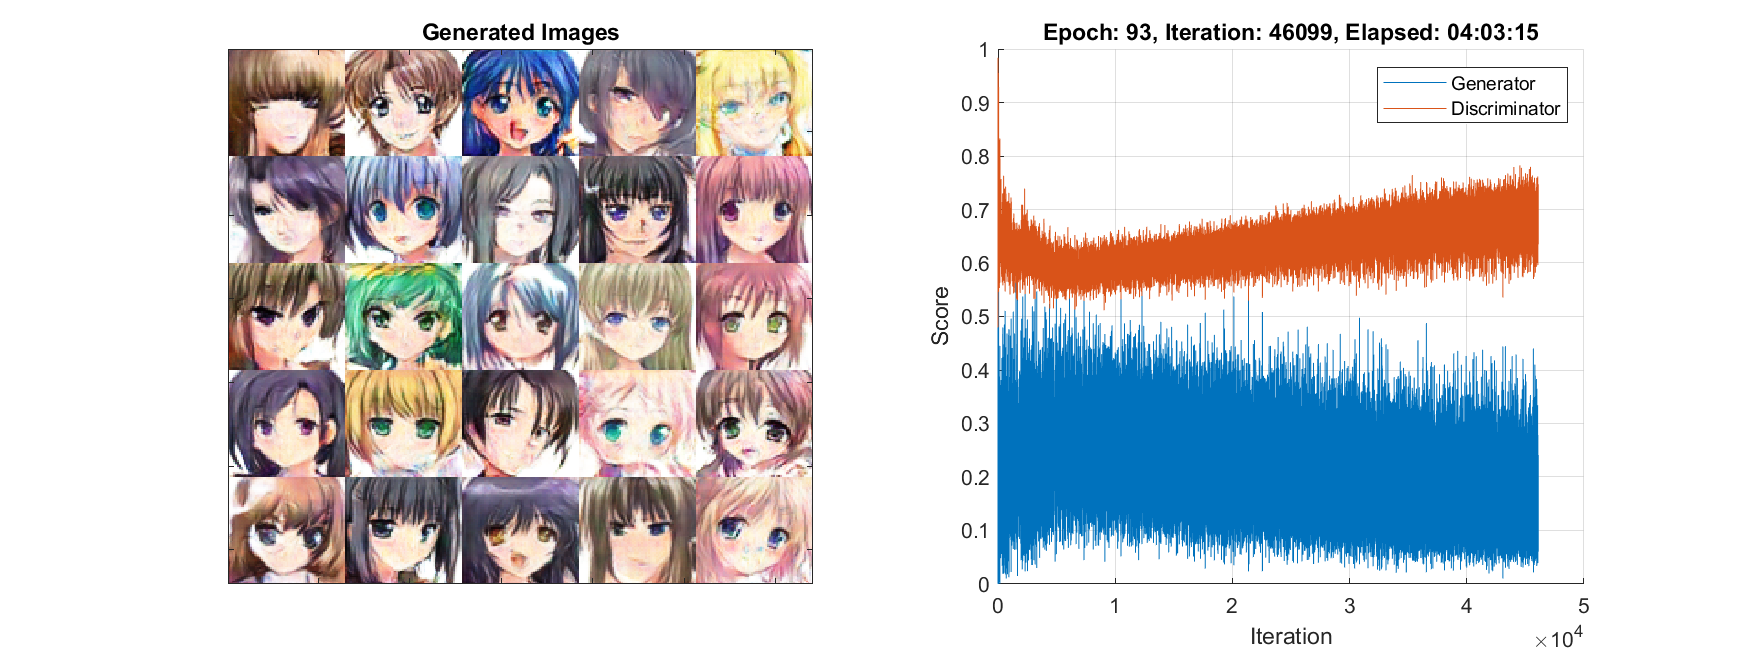 Generated Images
Epoch: 93, Iteration: 46099, Elapsed: 04:03:15
Generator
Discriminator
1
0.9
0.8
0.7
0.6
0.5
0.4
0.3
0.2
0.1
0
Score
0 1 2 3 4 5
Iteration
×10⁴